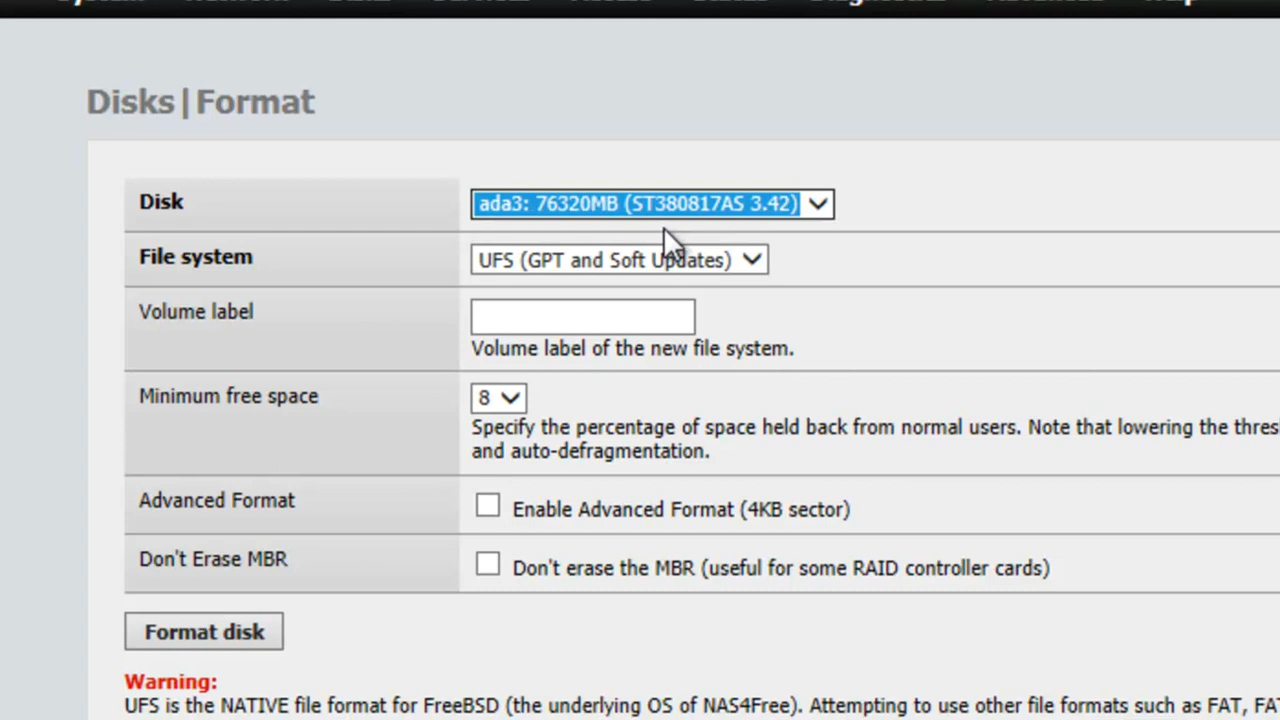 Disks|Format
Disk
ada3: 76320MB (ST380817AS 3.42)
File system
UFS (GPT and Soft Updates)
Volume label
Volume label of the new file system.
Minimum free space
8
Specify the percentage of space held back from normal users. Note that lowering the
and auto-defragmentation.
Advanced Format
Enable Advanced Format (4KB sector)
Don't Erase MBR
Don't erase the MBR (useful for some RAID controller cards)
Format disk
Warning:
UFS is the NATIVE file format for FreeBSD (the underlying OS of NAS4Free). Attempting to use other file formats such as FAT,